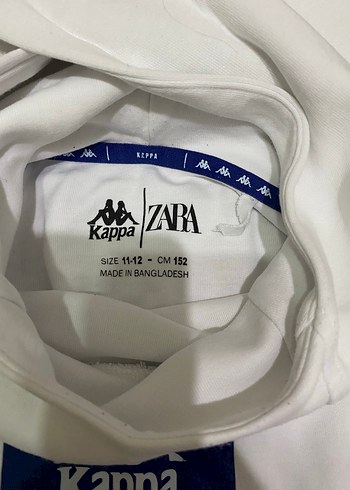 KAPPA
Kappa | ZARA
SIZE 11-12 - CM 152
MADE IN BANGLADESH
Kappa